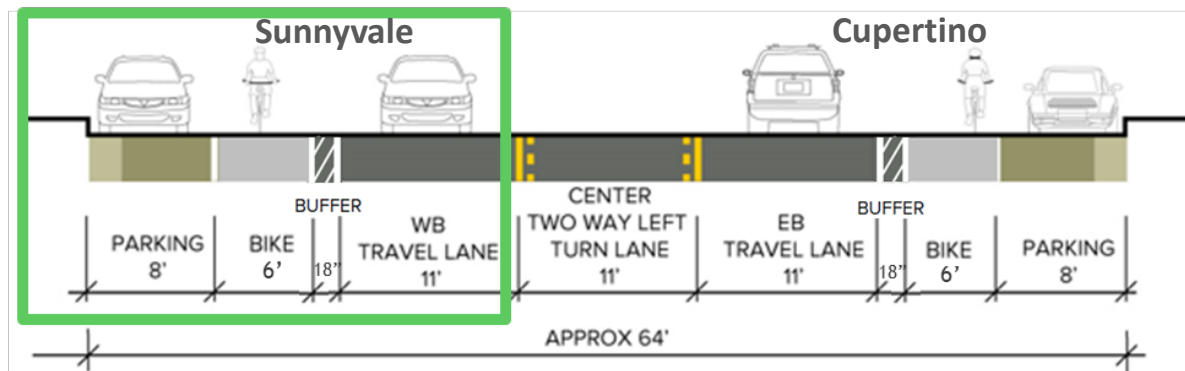 Sunnyvale
Cupertino
BUFFER
BUFFER
PARKING
8'
BIKE
6'
18"
WB
TRAVEL LANE
11'
CENTER
TWO WAY LEFT
TURN LANE
11'
EB
TRAVEL LANE
11'
18"
BIKE
6'
PARKING
8'
APPROX 64'